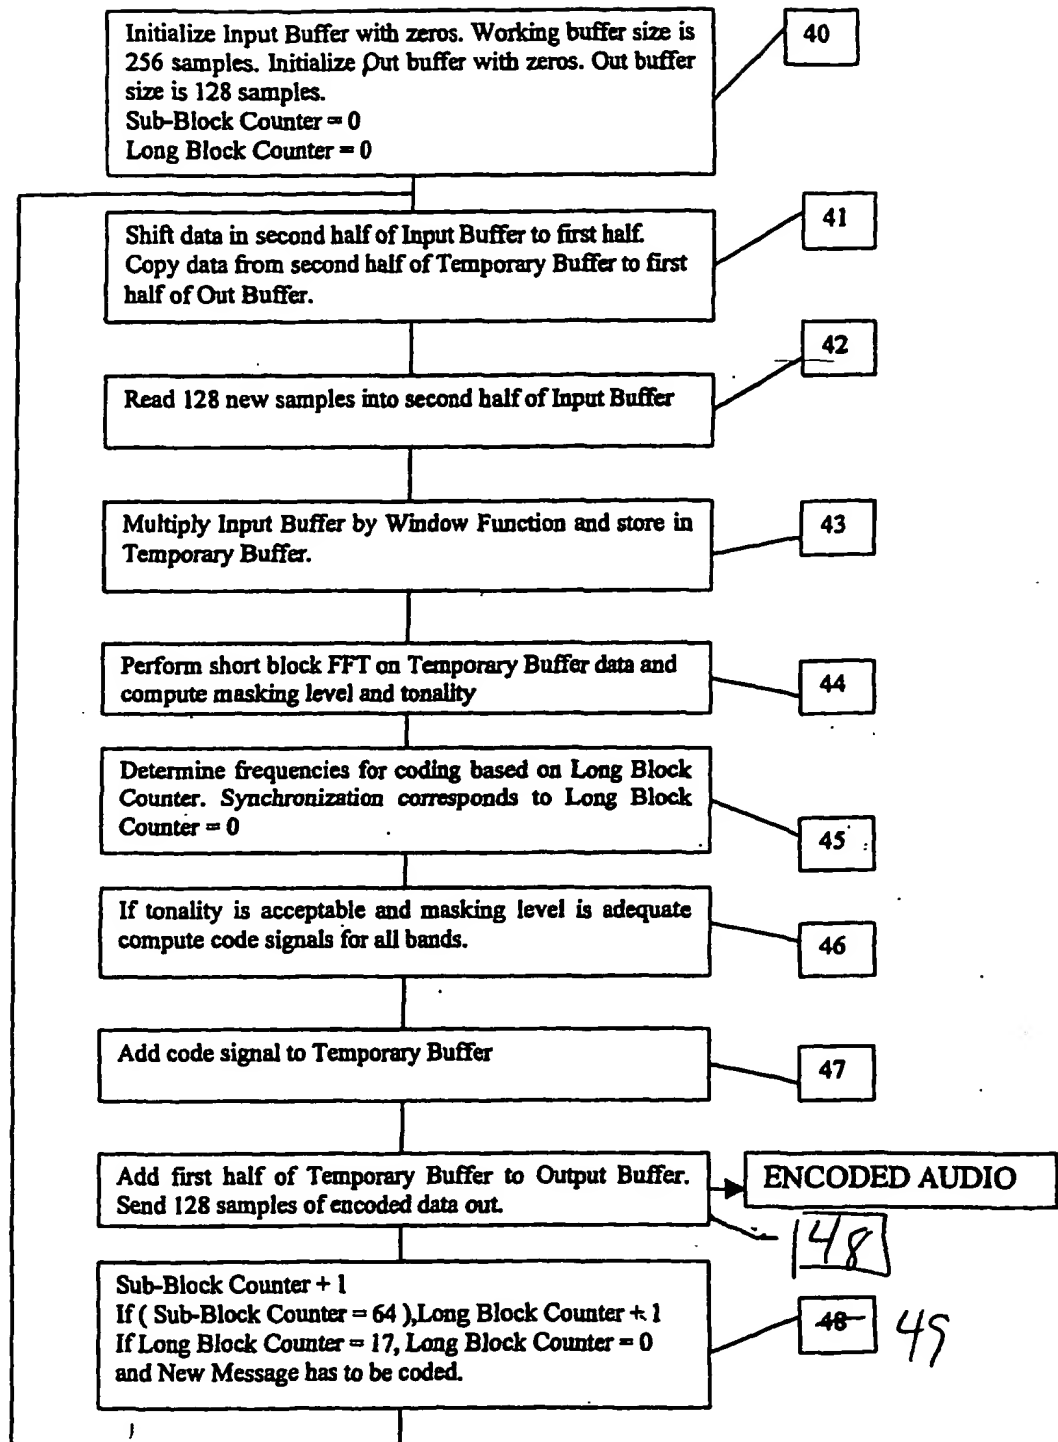 Initialize Input Buffer with zeros. Working buffer size is
256 samples. Initialize Out buffer with zeros. Out buffer
size is 128 samples.
Sub-Block Counter = 0
Long Block Counter = 0
40
Shift data in second half of Input Buffer to first half.
Copy data from second half of Temporary Buffer to first
half of Out Buffer.
41
42
Read 128 new samples into second half of Input Buffer
Multiply Input Buffer by Window Function and store in
Temporary Buffer.
43
Perform short block FFT on Temporary Buffer data and
compute masking level and tonality
44
Determine frequencies for coding based on Long Block
Counter. Synchronization corresponds to Long Block
Counter = 0
45
If tonality is acceptable and masking level is adequate
compute code signals for all bands.
46
Add code signal to Temporary Buffer
47
Add first half of Temporary Buffer to Output Buffer.
Send 128 samples of encoded data out.
ENCODED AUDIO
48
Sub-Block Counter + 1
If ( Sub-Block Counter = 64 ),Long Block Counter + 1
If Long Block Counter = 17, Long Block Counter = 0
and New Message has to be coded.
48 49